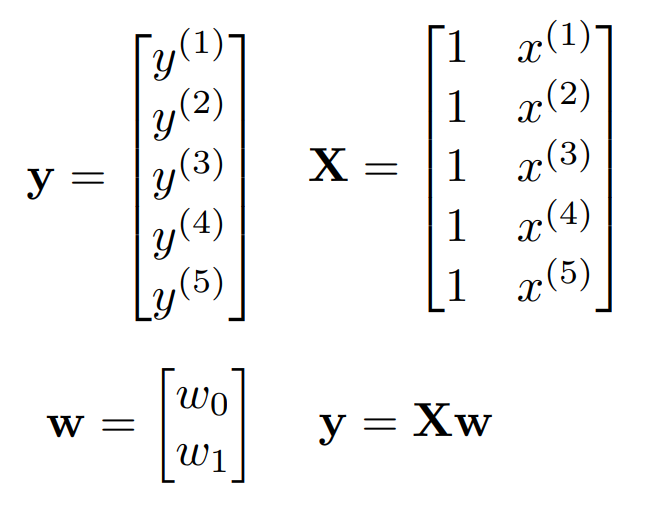 y = [y^(1) y^(2) y^(3) y^(4) y^(5)] X = [1 x^(1) 1 x^(2) 1 x^(3) 1 x^(4) 1 x^(5)]
w = [w_0 w_1] y = Xw